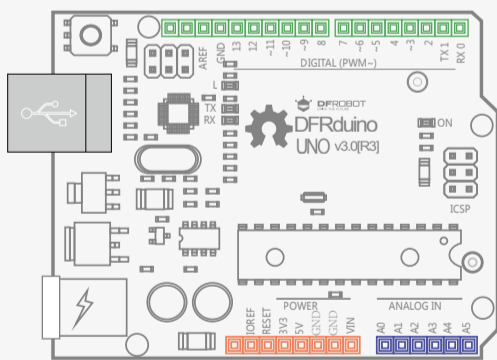 AREF
GND
13
12
~11
~10
~9
8
7
~6
~5
4
~3
2
TX 1
RX 0
DIGITAL (PWM~)
L
TX
RX
DFROBOT
DFRduino
UNO v3.0[R3]
ON
ICSP
POWER
ANALOG IN
IOREF
RESET
3V3
5V
GND
GND
VIN
A0
A1
A2
A3
A4
A5